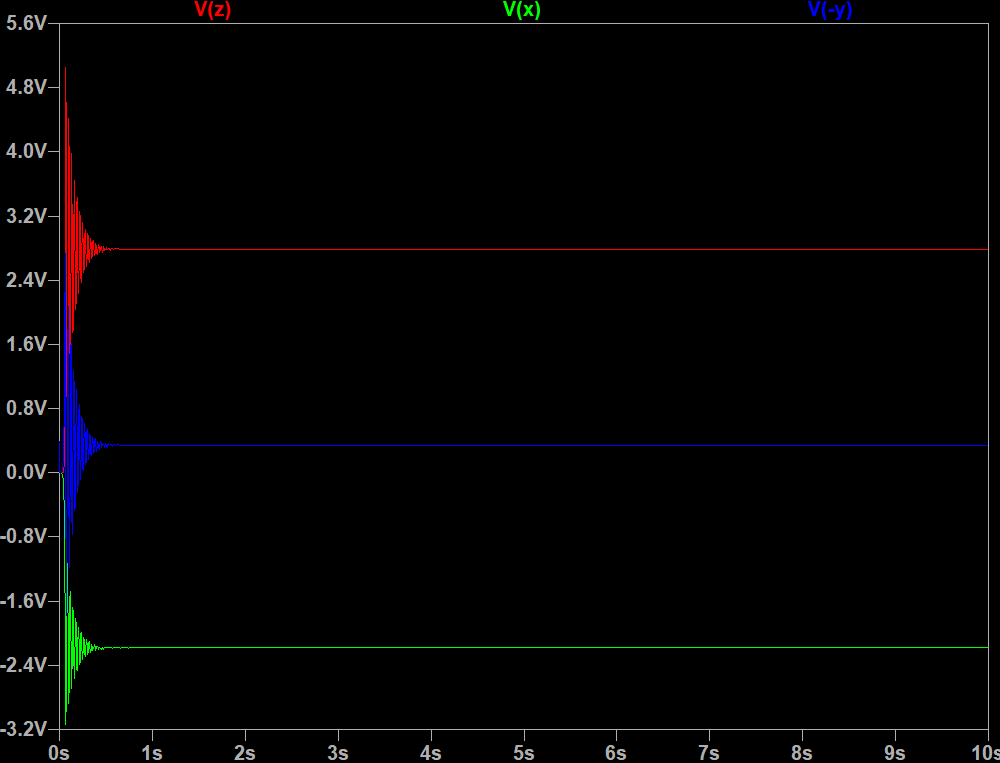 V(z) V(x) V(-y)
5.6V
4.8V
4.0V
3.2V
2.4V
1.6V
0.8V
0.0V
-0.8V
-1.6V
-2.4V
-3.2V
0s 1s 2s 3s 4s 5s 6s 7s 8s 9s 10s